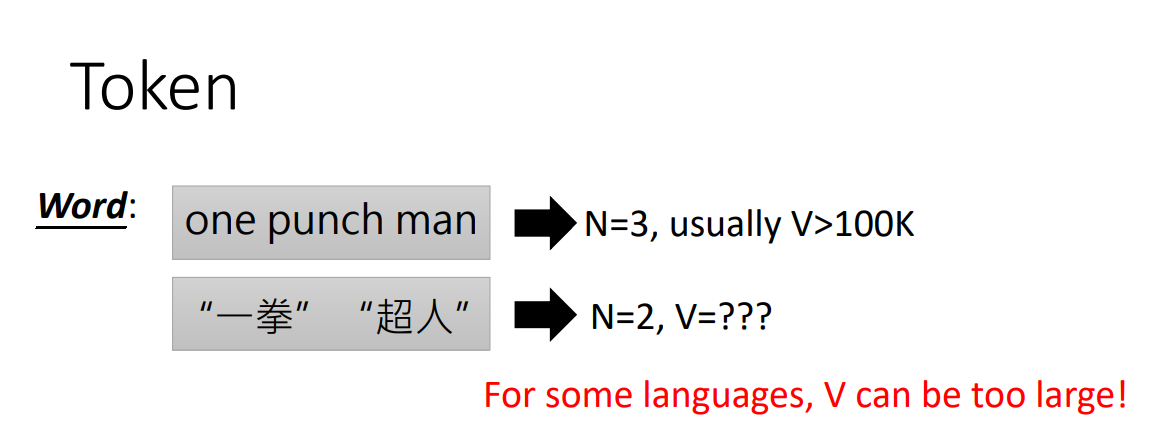 Token
Word:
one punch man
N=3, usually V>100K
“一拳” “超人”
N=2, V=???
For some languages, V can be too large!